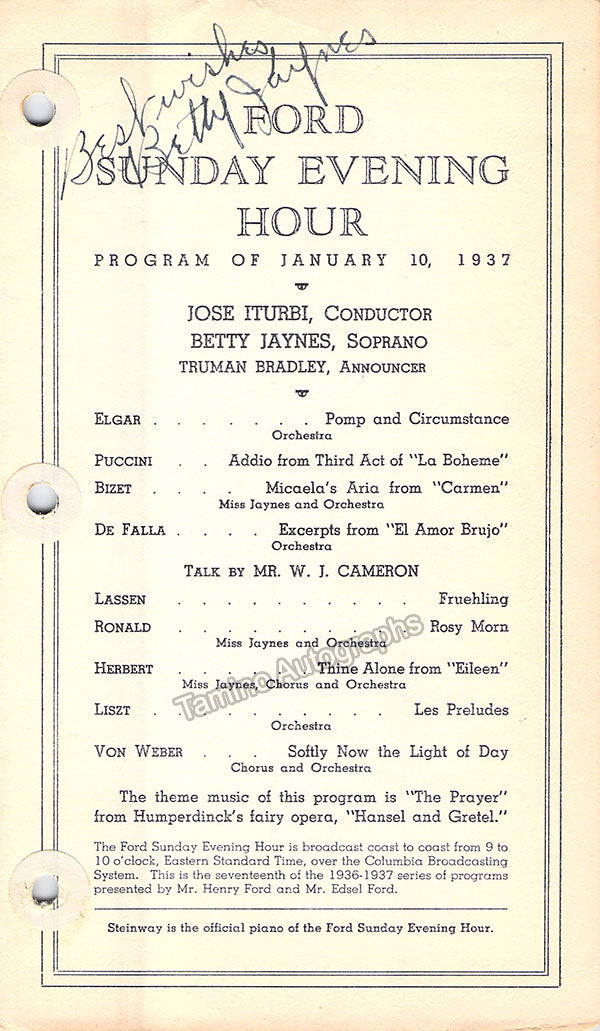 Best wishes
Betty Jaynes
FORD
SUNDAY EVENING
HOUR
PROGRAM OF JANUARY 10, 1937
JOSE ITURBI, CONDUCTOR
BETTY JAYNES, SOPRANO
TRUMAN BRADLEY, ANNOUNCER
ELGAR . . . . . . . Pomp and Circumstance
Orchestra
PUCCINI . . Addio from Third Act of "La Boheme"
BIZET . . . . Micaela's Aria from "Carmen"
Miss Jaynes and Orchestra
DE FALLA . . . . Excerpts from "El Amor Brujo"
Orchestra
TALK BY MR. W. J. CAMERON
LASSEN . . . . . . . . . . Fruehling
RONALD . . . . . . . . . . Rosy Morn
Miss Jaynes and Orchestra
HERBERT . . . . . . Thine Alone from "Eileen"
Miss Jaynes, Chorus and Orchestra
LISZT . . . . . . . . . . Les Preludes
Orchestra
VON WEBER . . . Softly Now the Light of Day
Chorus and Orchestra
The theme music of this program is "The Prayer"
from Humperdinck's fairy opera, "Hansel and Gretel."
The Ford Sunday Evening Hour is broadcast coast to coast from 9 to
10 o'clock, Eastern Standard Time, over the Columbia Broadcasting
System. This is the seventeenth of the 1936-1937 series of programs
presented by Mr. Henry Ford and Mr. Edsel Ford.
Steinway is the official piano of the Ford Sunday Evening Hour.
Tamino Autographs